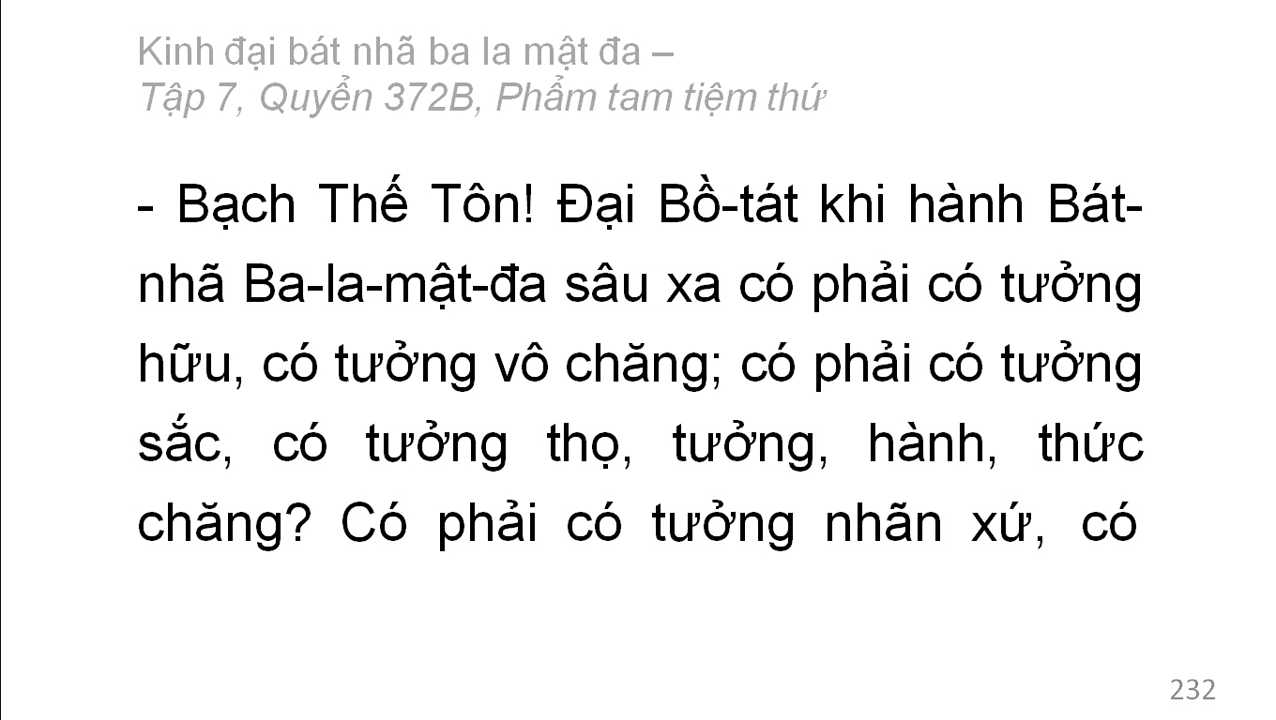 Kinh đại bát nhã ba la mật đa –
Tập 7, Quyển 372B, Phẩm tam tiệm thứ
- Bạch Thế Tôn! Đại Bồ-tát khi hành Bát-
nhã Ba-la-mật-đa sâu xa có phải có tưởng
hữu, có tưởng vô chăng; có phải có tưởng
sắc, có tưởng thọ, tưởng, hành, thức
chăng? Có phải có tưởng nhãn xứ, có
232